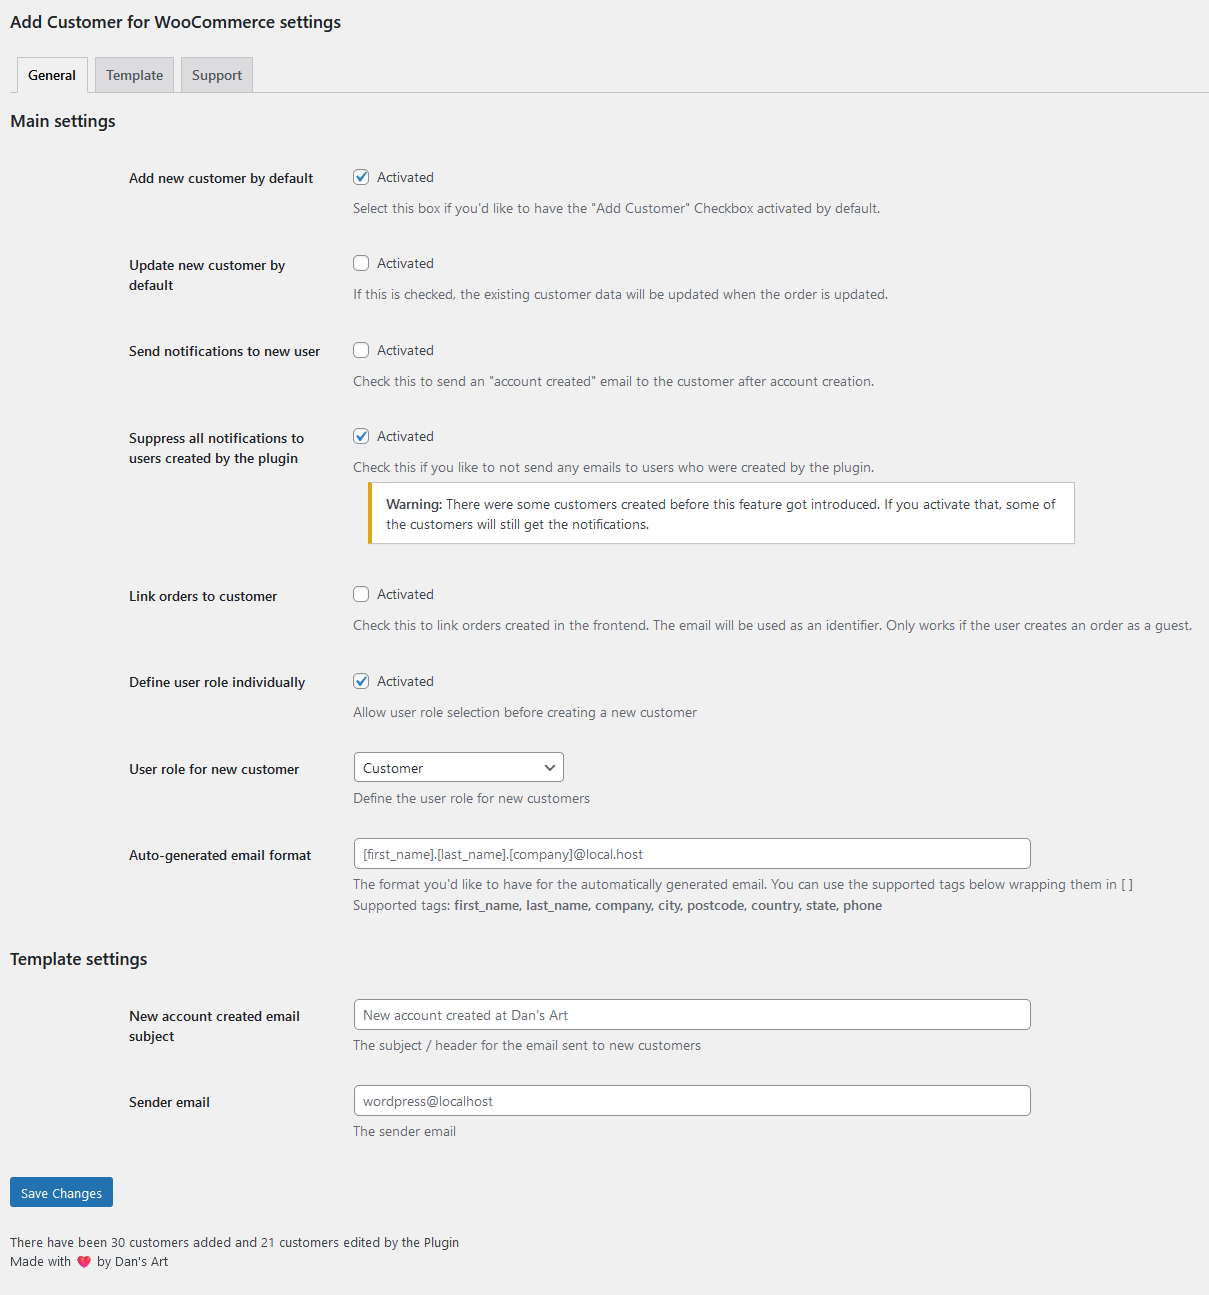 Add Customer for WooCommerce settings
General
Template
Support
Main settings
Add new customer by default
Activated
Select this box if you'd like to have the "Add Customer" Checkbox activated by default.
Update new customer by
default
Activated
If this is checked, the existing customer data will be updated when the order is updated.
Send notifications to new user
Activated
Check this to send an "account created" email to the customer after account creation.
Suppress all notifications to
users created by the plugin
Activated
Check this if you like to not send any emails to users who were created by the plugin.
Warning: There were some customers created before this feature got introduced. If you activate that, some of
the customers will still get the notifications.
Link orders to customer
Activated
Check this to link orders created in the frontend. The email will be used as an identifier. Only works if the user creates an order as a guest.
Define user role individually
Activated
Allow user role selection before creating a new customer
User role for new customer
Customer
Define the user role for new customers
Auto-generated email format
[first_name].[last_name].[company]@local.host
The format you'd like to have for the automatically generated email. You can use the supported tags below wrapping them in [ ]
Supported tags: first_name, last_name, company, city, postcode, country, state, phone
Template settings
New account created email
subject
New account created at Dan's Art
The subject / header for the email sent to new customers
Sender email
wordpress@localhost
The sender email
Save Changes
There have been 30 customers added and 21 customers edited by the Plugin
Made with ❤ by Dan's Art